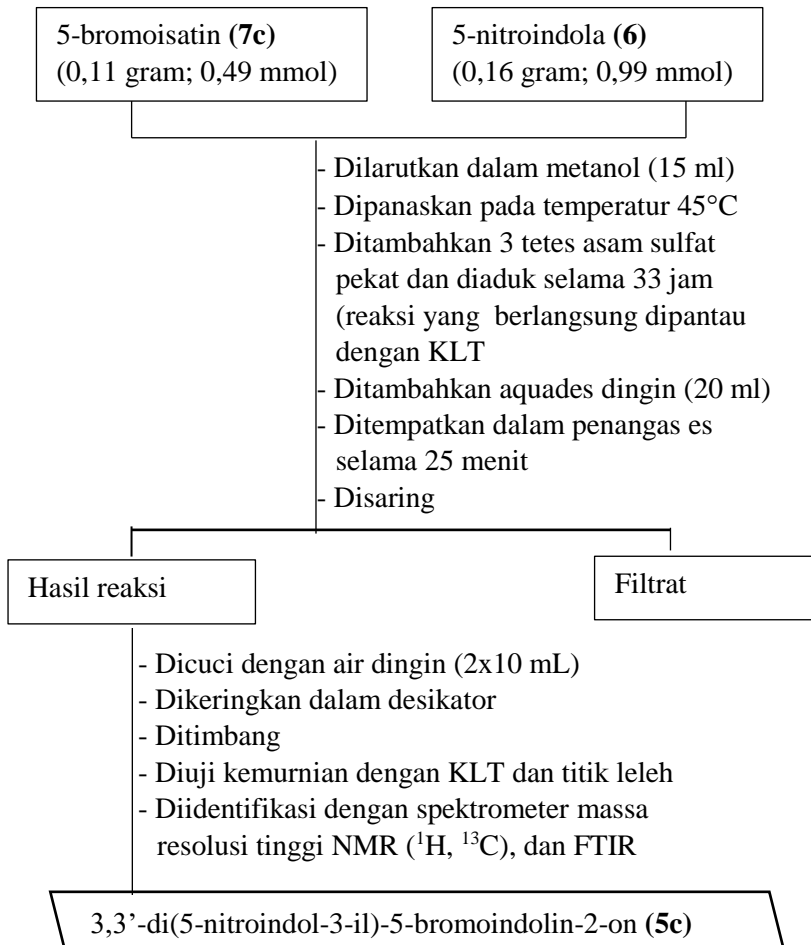 5-bromoisatin (7c)
(0,11 gram; 0,49 mmol)
5-nitroindola (6)
(0,16 gram; 0,99 mmol)
- Dilarutkan dalam metanol (15 ml)
- Dipanaskan pada temperatur 45°C
- Ditambahkan 3 tetes asam sulfat
pekat dan diaduk selama 33 jam
(reaksi yang berlangsung dipantau
dengan KLT
- Ditambahkan aquades dingin (20 ml)
- Ditempatkan dalam penangas es
selama 25 menit
- Disaring
Hasil reaksi
Filtrat
- Dicuci dengan air dingin (2x10 mL)
- Dikeringkan dalam desikator
- Ditimbang
- Diuji kemurnian dengan KLT dan titik leleh
- Diidentifikasi dengan spektrometer massa
resolusi tinggi NMR (¹H, ¹³C), dan FTIR
3,3’-di(5-nitroindol-3-il)-5-bromoindolin-2-on (5c)